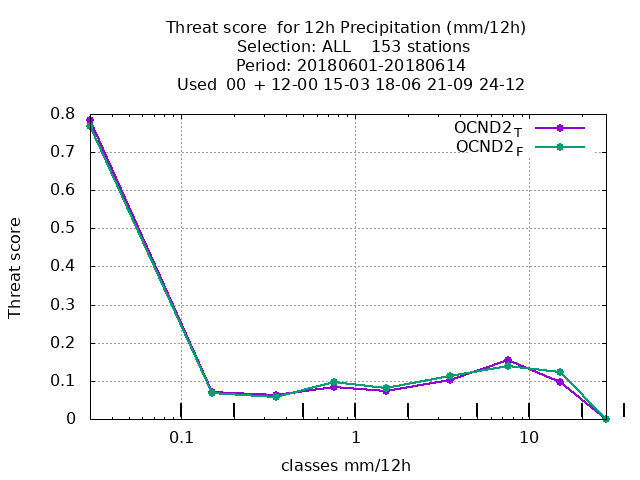 Threat score  for 12h Precipitation (mm/12h)
Selection: ALL    153 stations
Period: 20180601-20180614
Used  00 + 12-00 15-03 18-06 21-09 24-12
OCND2T
OCND2F
Threat score
0.8
0.7
0.6
0.5
0.4
0.3
0.2
0.1
0
0.1 1 10
classes mm/12h